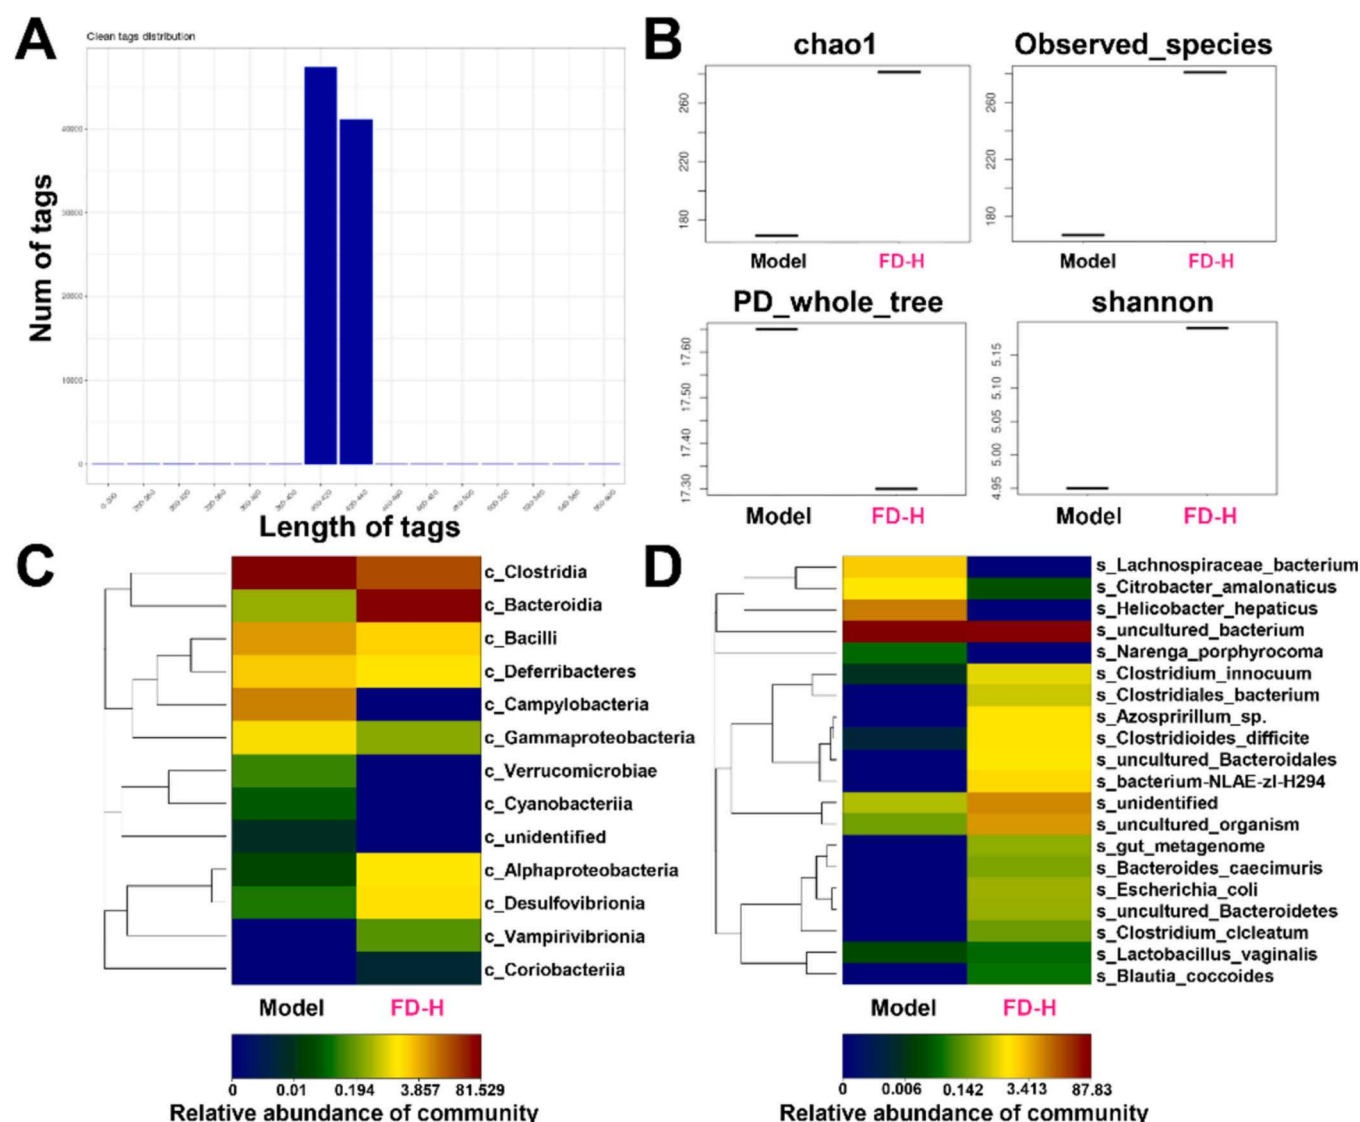 A
Clean tags distribution
Num of tags
40000
30000
20000
10000
0
Length of tags
B
chao1
260
220
180
Model
FD-H
Observed_species
260
220
180
Model
FD-H
PD_whole_tree
17.60
17.50
17.40
17.30
Model
FD-H
shannon
5.15
5.10
5.05
5.00
4.95
Model
FD-H
C
c_Clostridia
c_Bacteroidia
c_Bacilli
c_Deferribacteres
c_Campylobacteria
c_Gammaproteobacteria
c_Verrucomicrobiae
c_Cyanobacteriia
c_unidentified
c_Alphaproteobacteria
c_Desulfovibrionia
c_Vampirivibrionia
c_Coriobacteriia
Model
FD-H
0
0.01
0.194
3.857
81.529
Relative abundance of community
D
s_Lachnospiraceae_bacterium
s_Citrobacter_amalonaticus
s_Helicobacter_hepaticus
s_uncultured_bacterium
s_Narenga_porphyrocoma
s_Clostridium_innocuum
s_Clostridiales_bacterium
s_Azospririllum_sp.
s_Clostridioides_difficite
s_uncultured_Bacteroidales
s_bacterium-NLAE-zl-H294
s_unidentified
s_uncultured_organism
s_gut_metagenome
s_Bacteroides_caecimuris
s_Escherichia_coli
s_uncultured_Bacteroidetes
s_Clostridium_clcleatum
s_Lactobacillus_vaginalis
s_Blautia_coccoides
Model
FD-H
0
0.006
0.142
3.413
87.83
Relative abundance of community